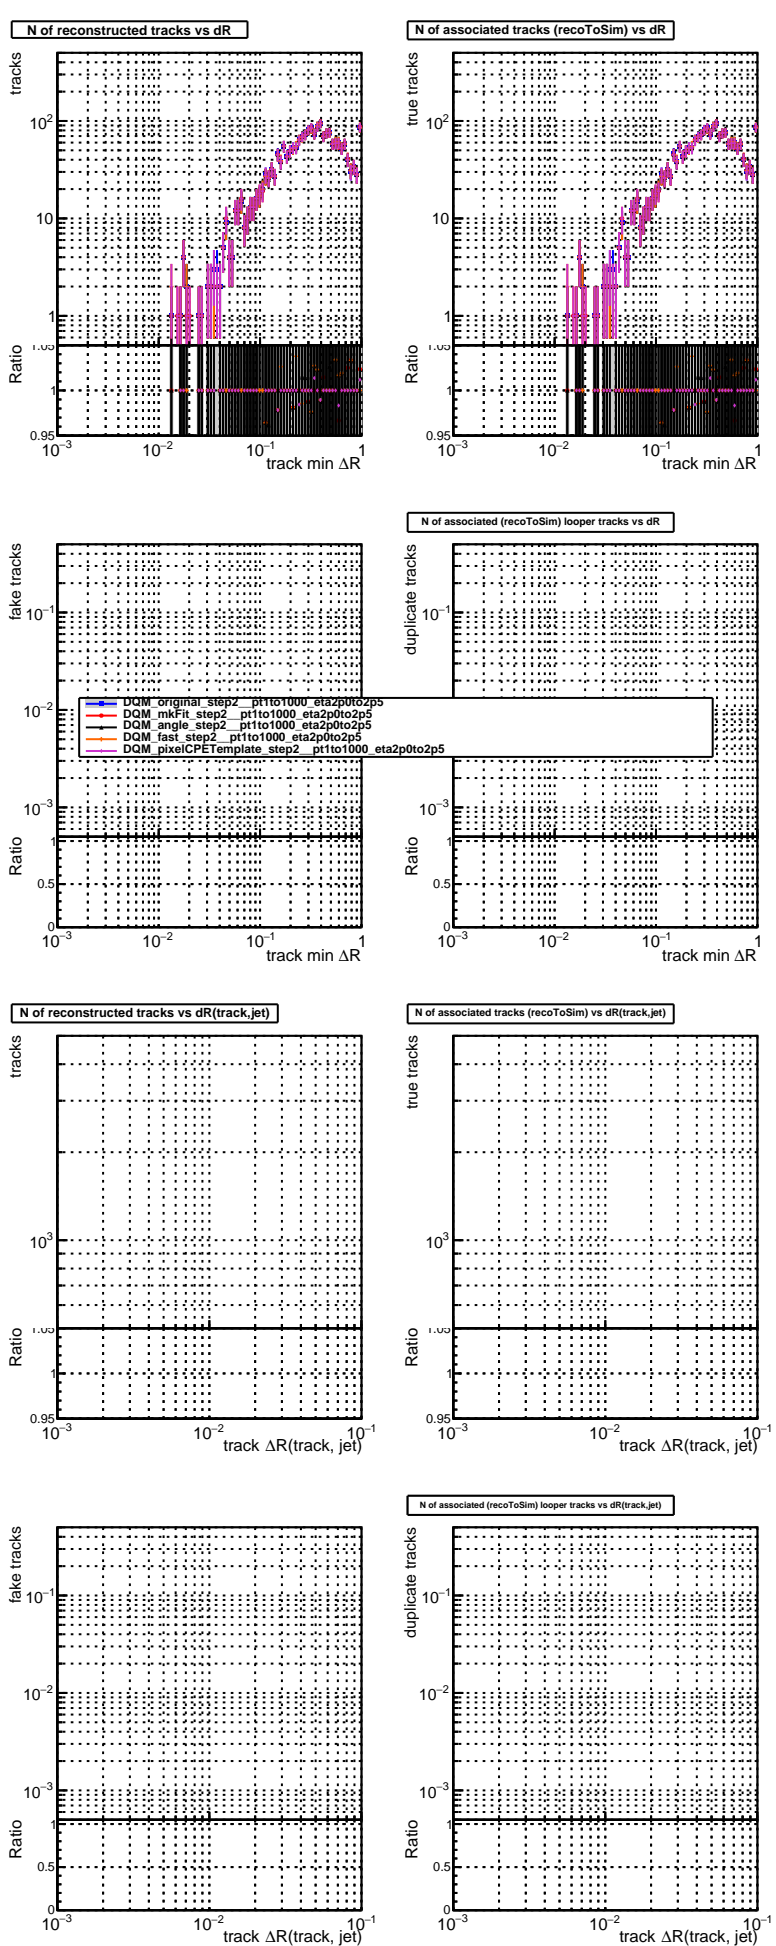 N of reconstructed tracks vs dR
tracks
10²
10
1
1.05
Ratio
1
0.95
10⁻³ 10⁻² 10⁻¹ 1
track min ΔR
N of associated tracks (recoToSim) vs dR
true tracks
10²
10
1
1.05
Ratio
1
0.95
10⁻³ 10⁻² 10⁻¹ 1
track min ΔR
fake tracks
10⁻¹
10⁻²
10⁻³
Ratio
1
0.5
0
10⁻³ 10⁻² 10⁻¹ 1
track min ΔR
N of associated (recoToSim) looper tracks vs dR
duplicate tracks
10⁻¹
10⁻³
Ratio
1
0.5
0
10⁻³ 10⁻² 10⁻¹ 1
track min ΔR
DQM_original_step2__pt1to1000_eta2p0to2p5
DQM_mkFit_step2__pt1to1000_eta2p0to2p5
DQM_angle_step2__pt1to1000_eta2p0to2p5
DQM_fast_step2__pt1to1000_eta2p0to2p5
DQM_pixelCPETemplate_step2__pt1to1000_eta2p0to2p5
N of reconstructed tracks vs dR(track,jet)
tracks
10³
1.05
Ratio
1
0.95
10⁻³ 10⁻² 10⁻¹
track ΔR(track, jet)
N of associated tracks (recoToSim) vs dR(track,jet)
true tracks
10³
1.05
Ratio
1
0.95
10⁻³ 10⁻² 10⁻¹
track ΔR(track, jet)
fake tracks
10⁻¹
10⁻²
10⁻³
Ratio
1
0.5
0
10⁻³ 10⁻² 10⁻¹
track ΔR(track, jet)
N of associated (recoToSim) looper tracks vs dR(track,jet)
duplicate tracks
10⁻¹
10⁻²
10⁻³
Ratio
1
0.5
0
10⁻³ 10⁻² 10⁻¹
track ΔR(track, jet)